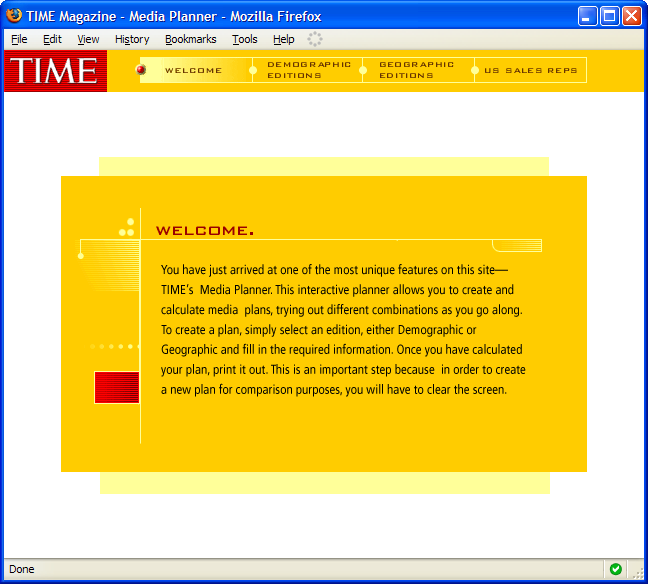 TIME Magazine - Media Planner - Mozilla Firefox
File Edit View History Bookmarks Tools Help
TIME
WELCOME
DEMOGRAPHIC
EDITIONS
GEOGRAPHIC
EDITIONS
US SALES REPS
WELCOME.
You have just arrived at one of the most unique features on this site—
TIME's Media Planner. This interactive planner allows you to create and
calculate media plans, trying out different combinations as you go along.
To create a plan, simply select an edition, either Demographic or
Geographic and fill in the required information. Once you have calculated
your plan, print it out. This is an important step because in order to create
a new plan for comparison purposes, you will have to clear the screen.
Done